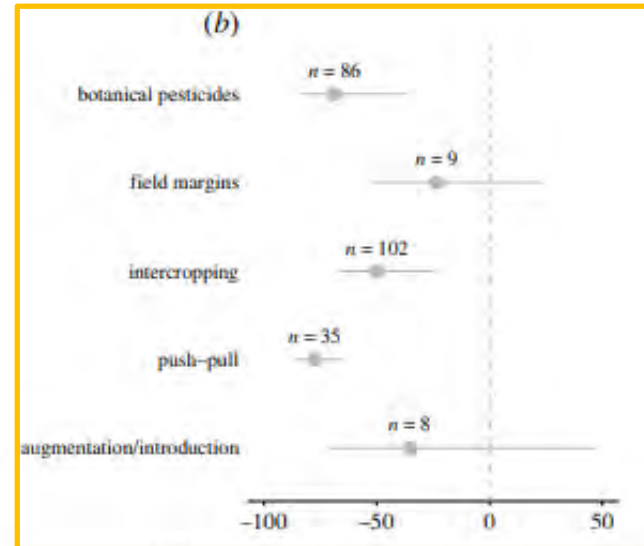 (b)
n = 86
botanical pesticides
n = 9
field margins
n = 102
intercropping
n = 35
push–pull
n = 8
augmentation/introduction
–100 –50 0 50